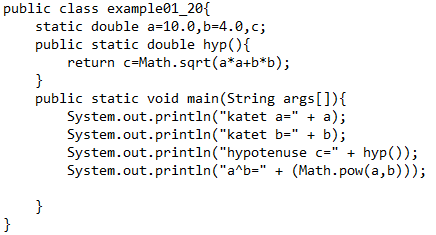 public class example01_20{
    static double a=10.0,b=4.0,c;
    public static double hyp(){
        return c=Math.sqrt(a*a+b*b);
    }
    public static void main(String args[]){
        System.out.println("katet a=" + a);
        System.out.println("katet b=" + b);
        System.out.println("hypotenuse c=" + hyp());
        System.out.println("a^b=" + (Math.pow(a,b)));

    }
}